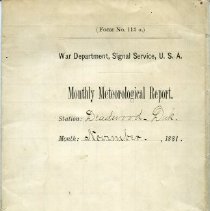 (Form No. 113 a.)
War Department, Signal Service, U. S. A.
Monthly Meteorological Report.
Station: Deadwood, Dak.
Month: November, 1881.